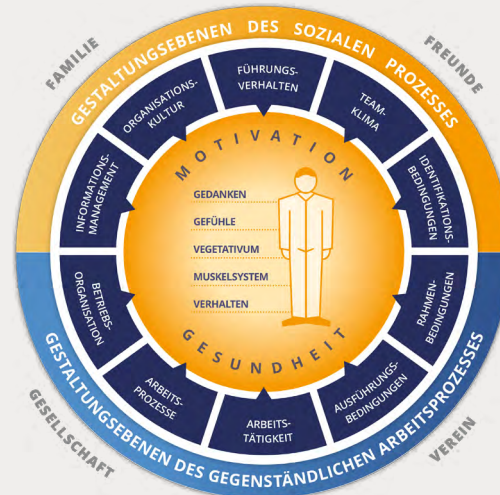 FAMILIE
FREUNDE
GESTALTUNGSEBENEN DES SOZIALEN PROZESSES
INFORMATIONS-
MANAGEMENT
ORGANISATIONS-
KULTUR
FÜHRUNGS-
VERHALTEN
TEAM-
KLIMA
IDENTIFIKATIONS-
BEDINGUNGEN
MOTIVATION
GEDANKEN
GEFÜHLE
VEGETATIVUM
MUSKELSYSTEM
VERHALTEN
GESUNDHEIT
BETRIEBS-
ORGANISATION
ARBEITS-
PROZESSE
ARBEITS-
TÄTIGKEIT
AUSFÜHRUNGS-
BEDINGUNGEN
RAHMEN-
BEDINGUNGEN
GESTALTUNGSEBENEN DES GEGENSTÄNDLICHEN ARBEITSPROZESSES
GESELLSCHAFT
VEREIN